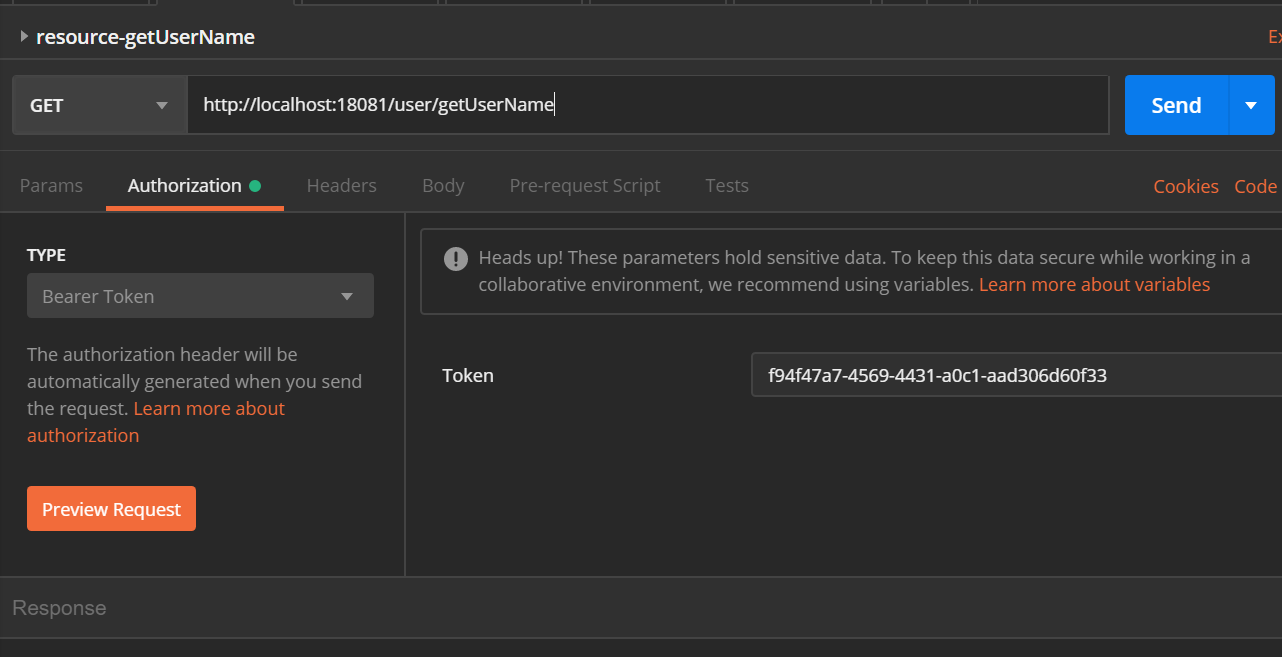 resource-getUserName
GET
http://localhost:18081/user/getUserName
Send
Params
Authorization
Headers
Body
Pre-request Script
Tests
Cookies
Code
TYPE
Bearer Token
The authorization header will be
automatically generated when you send
the request. Learn more about
authorization
Preview Request
Heads up! These parameters hold sensitive data. To keep this data secure while working in a
collaborative environment, we recommend using variables. Learn more about variables
Token
f94f47a7-4569-4431-a0c1-aad306d60f33
Response